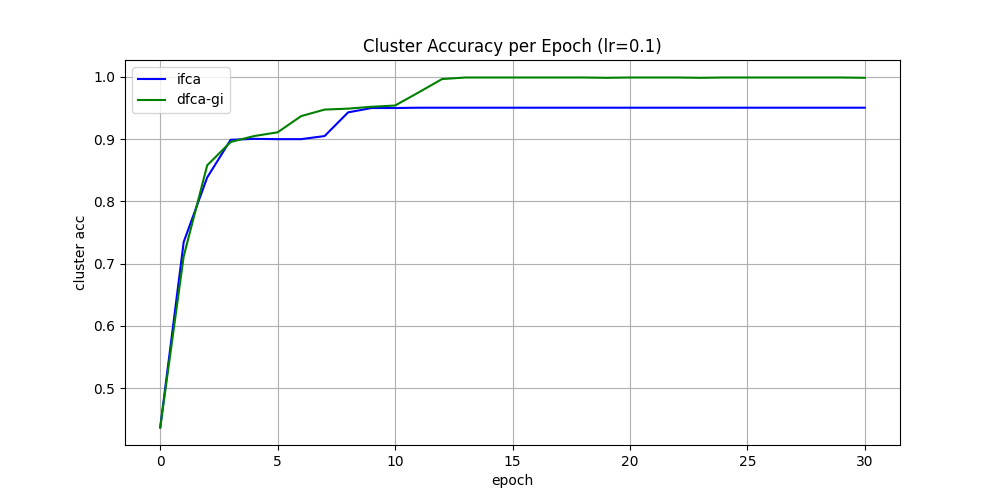 Cluster Accuracy per Epoch (lr=0.1)
ifca
dfca-gi
1.0
0.9
0.8
0.7
0.6
0.5
cluster acc
0 5 10 15 20 25 30
epoch